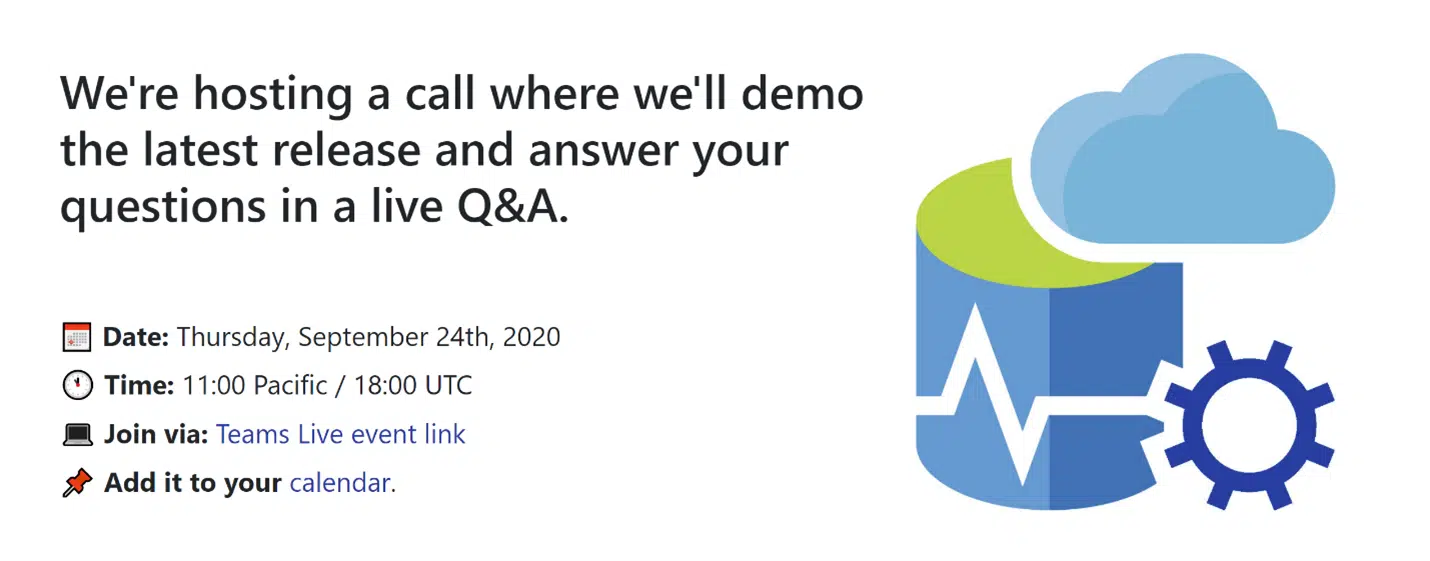 We're hosting a call where we'll demo
the latest release and answer your
questions in a live Q&A.
Date: Thursday, September 24th, 2020
Time: 11:00 Pacific / 18:00 UTC
Join via: Teams Live event link
Add it to your calendar.